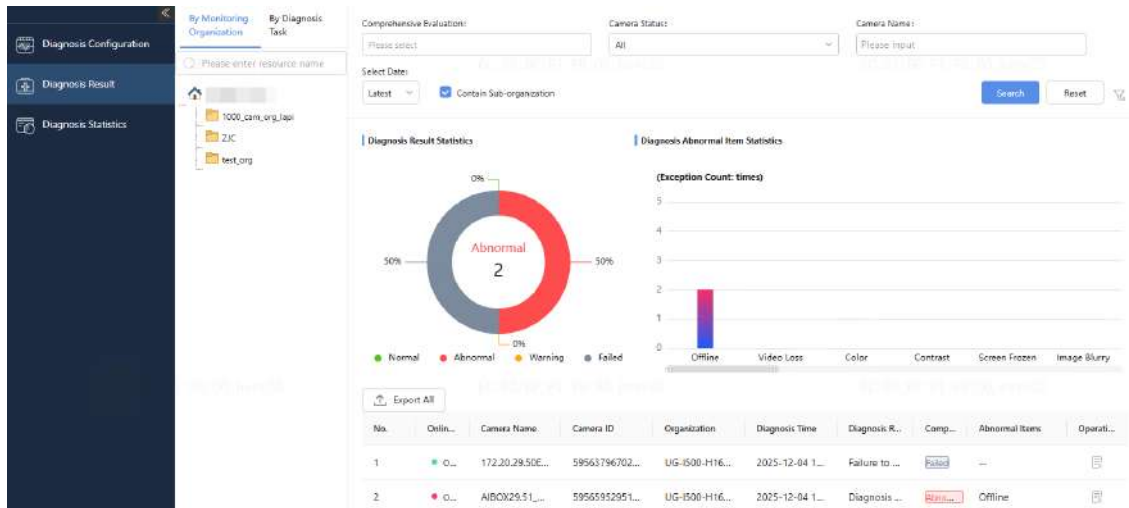 By Monitoring Organization
By Diagnosis Task
Comprehensive Evaluation:
Camera Status:
Camera Name:
Diagnosis Configuration
Please select
All
Please input
Please enter resource name
Select Date:
Diagnosis Result
Latest
Contain Sub-organization
Search
Reset
1000_cam_org_lapi
Diagnosis Statistics
ZJC
test_org
Diagnosis Result Statistics
Diagnosis Abnormal Item Statistics
(Exception Count: times)
0%
5
4
3
2
1
0
Abnormal
2
50%
50%
0%
Normal
Abnormal
Warning
Failed
Offline
Video Loss
Color
Contrast
Screen Frozen
Image Blurry
Export All
No. Onlin... Camera Name Camera ID Organization Diagnosis Time Diagnosis R... Comp... Abnormal Items Operati...
1 O... 172.20.29.50E... 59563796702... UG-I500-H16... 2025-12-04 1... Failure to ... Failed --
2 O... AIBOX29.51_... 59565952951... UG-I500-H16... 2025-12-04 1... Diagnosis ... Offline